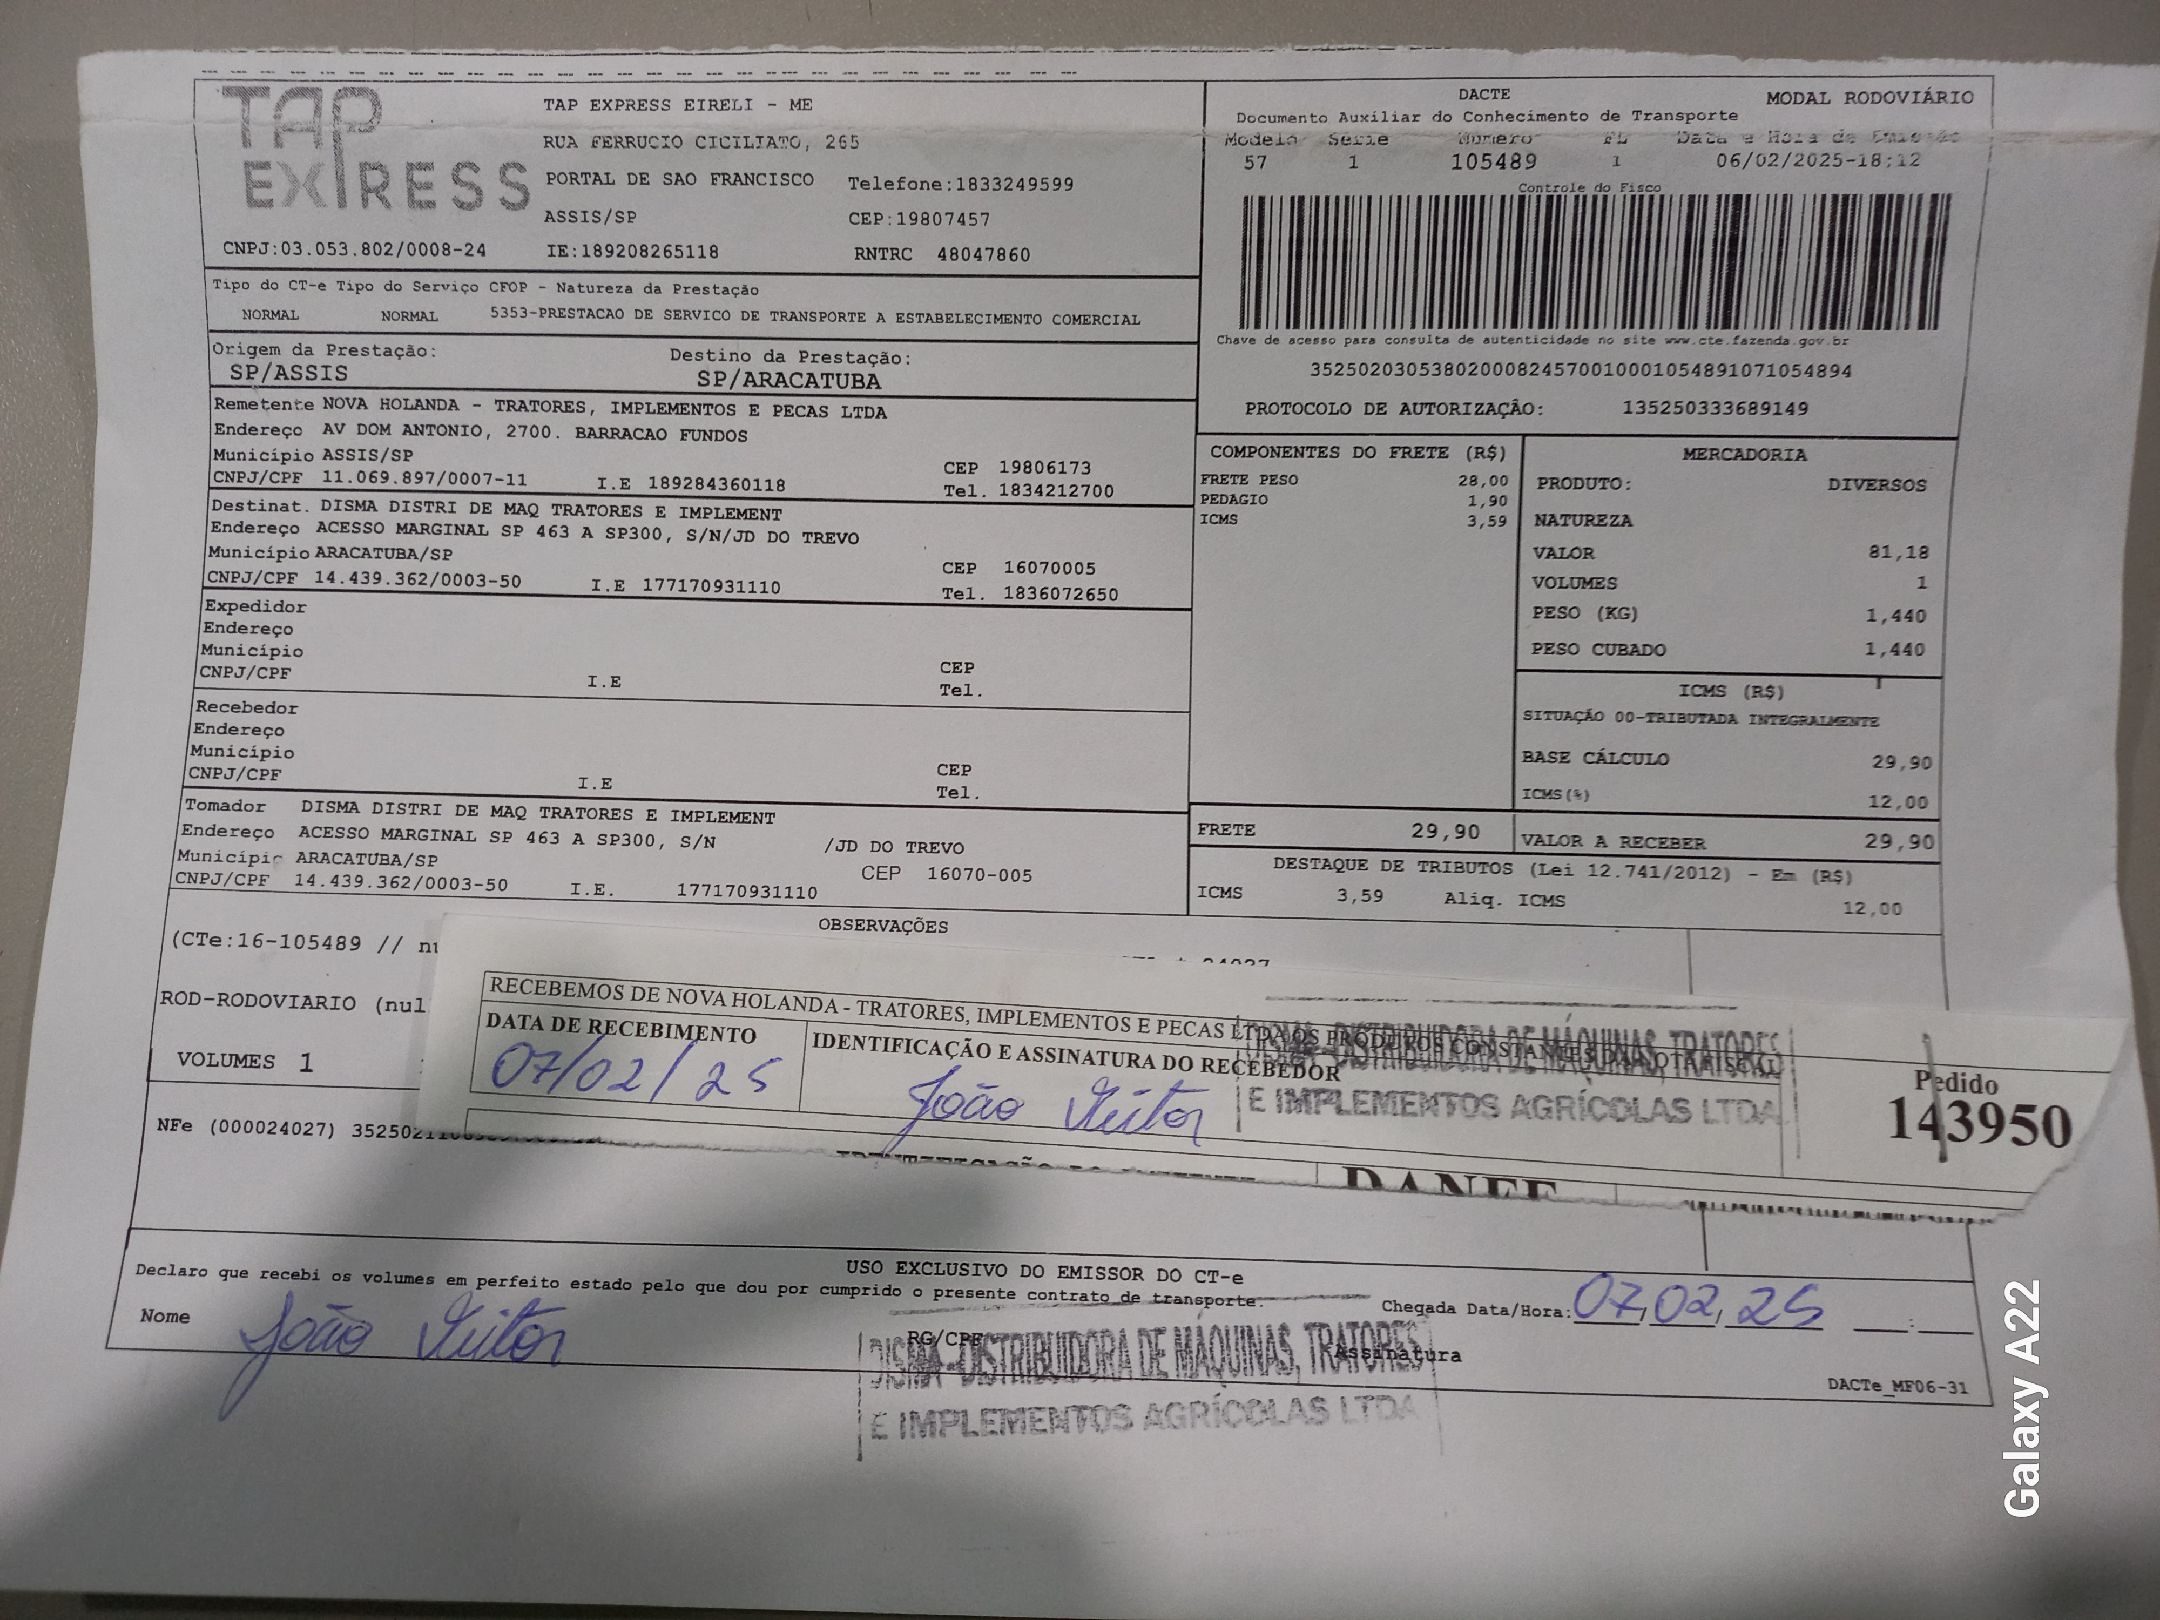 TAP EXPRESS
TAP EXPRESS EIRELI - ME
RUA FERRUCIO CICILIATO, 265
PORTAL DE SAO FRANCISCO Telefone:1833249599
ASSIS/SP CEP:19807457
CNPJ:03.053.802/0008-24 IE:189208265118 RNTRC 48047860
DACTE MODAL RODOVIÁRIO
Documento Auxiliar do Conhecimento de Transporte
Modelo Serie Número FL Data e Hora de Emissão
57 1 105489 1 06/02/2025-18:12
Controle do Fisco
Chave de acesso para consulta de autenticidade no site www.cte.fazenda.gov.br
35250203053802000824570010001054891071054894
PROTOCOLO DE AUTORIZAÇÃO: 135250333689149
Tipo do CT-e Tipo do Serviço CFOP - Natureza da Prestação
NORMAL NORMAL 5353-PRESTACAO DE SERVICO DE TRANSPORTE A ESTABELECIMENTO COMERCIAL
Origem da Prestação: Destino da Prestação:
SP/ASSIS SP/ARACATUBA
Remetente NOVA HOLANDA - TRATORES, IMPLEMENTOS E PECAS LTDA
Endereço AV DOM ANTONIO, 2700. BARRACAO FUNDOS
Município ASSIS/SP CEP 19806173
CNPJ/CPF 11.069.897/0007-11 I.E 189284360118 Tel. 1834212700
Destinat. DISMA DISTRI DE MAQ TRATORES E IMPLEMENT
Endereço ACESSO MARGINAL SP 463 A SP300, S/N/JD DO TREVO
Município ARACATUBA/SP CEP 16070005
CNPJ/CPF 14.439.362/0003-50 I.E 177170931110 Tel. 1836072650
Expedidor
Endereço
Município CEP
CNPJ/CPF I.E Tel.
Recebedor
Endereço
Município CEP
CNPJ/CPF I.E Tel.
Tomador DISMA DISTRI DE MAQ TRATORES E IMPLEMENT
Endereço ACESSO MARGINAL SP 463 A SP300, S/N /JD DO TREVO
Município ARACATUBA/SP CEP 16070-005
CNPJ/CPF 14.439.362/0003-50 I.E. 177170931110
COMPONENTES DO FRETE (R$)
FRETE PESO 28,00
PEDAGIO 1,90
ICMS 3,59
MERCADORIA
PRODUTO: DIVERSOS
NATUREZA
VALOR 81,18
VOLUMES 1
PESO (KG) 1,440
PESO CUBADO 1,440
ICMS (R$)
SITUAÇÃO 00-TRIBUTADA INTEGRALMENTE
BASE CÁLCULO 29,90
ICMS(%) 12,00
FRETE 29,90 VALOR A RECEBER 29,90
DESTAQUE DE TRIBUTOS (Lei 12.741/2012) - Em (R$)
ICMS 3,59 Aliq. ICMS 12,00
OBSERVAÇÕES
(CTe:16-105489 //
ROD-RODOVIARIO (nul
VOLUMES 1
NFe (000024027)
RECEBEMOS DE NOVA HOLANDA - TRATORES, IMPLEMENTOS E PECAS LTDA OS PRODUTOS CONSTANTES DA NOTA FISCAL
DATA DE RECEBIMENTO IDENTIFICAÇÃO E ASSINATURA DO RECEBEDOR
07/02/25 João
DISMA - DISTRIBUIDORA DE MÁQUINAS, TRATORES
E IMPLEMENTOS AGRÍCOLAS LTDA
Pedido
143950
DANFE
USO EXCLUSIVO DO EMISSOR DO CT-e
Declaro que recebi os volumes em perfeito estado pelo que dou por cumprido o presente contrato de transporte.
Chegada Data/Hora: 07/02/25 :
Nome João RG/CPF Assinatura
DISMA - DISTRIBUIDORA DE MÁQUINAS, TRATORES
E IMPLEMENTOS AGRÍCOLAS LTDA
DACTe_MF06-31
Galaxy A22